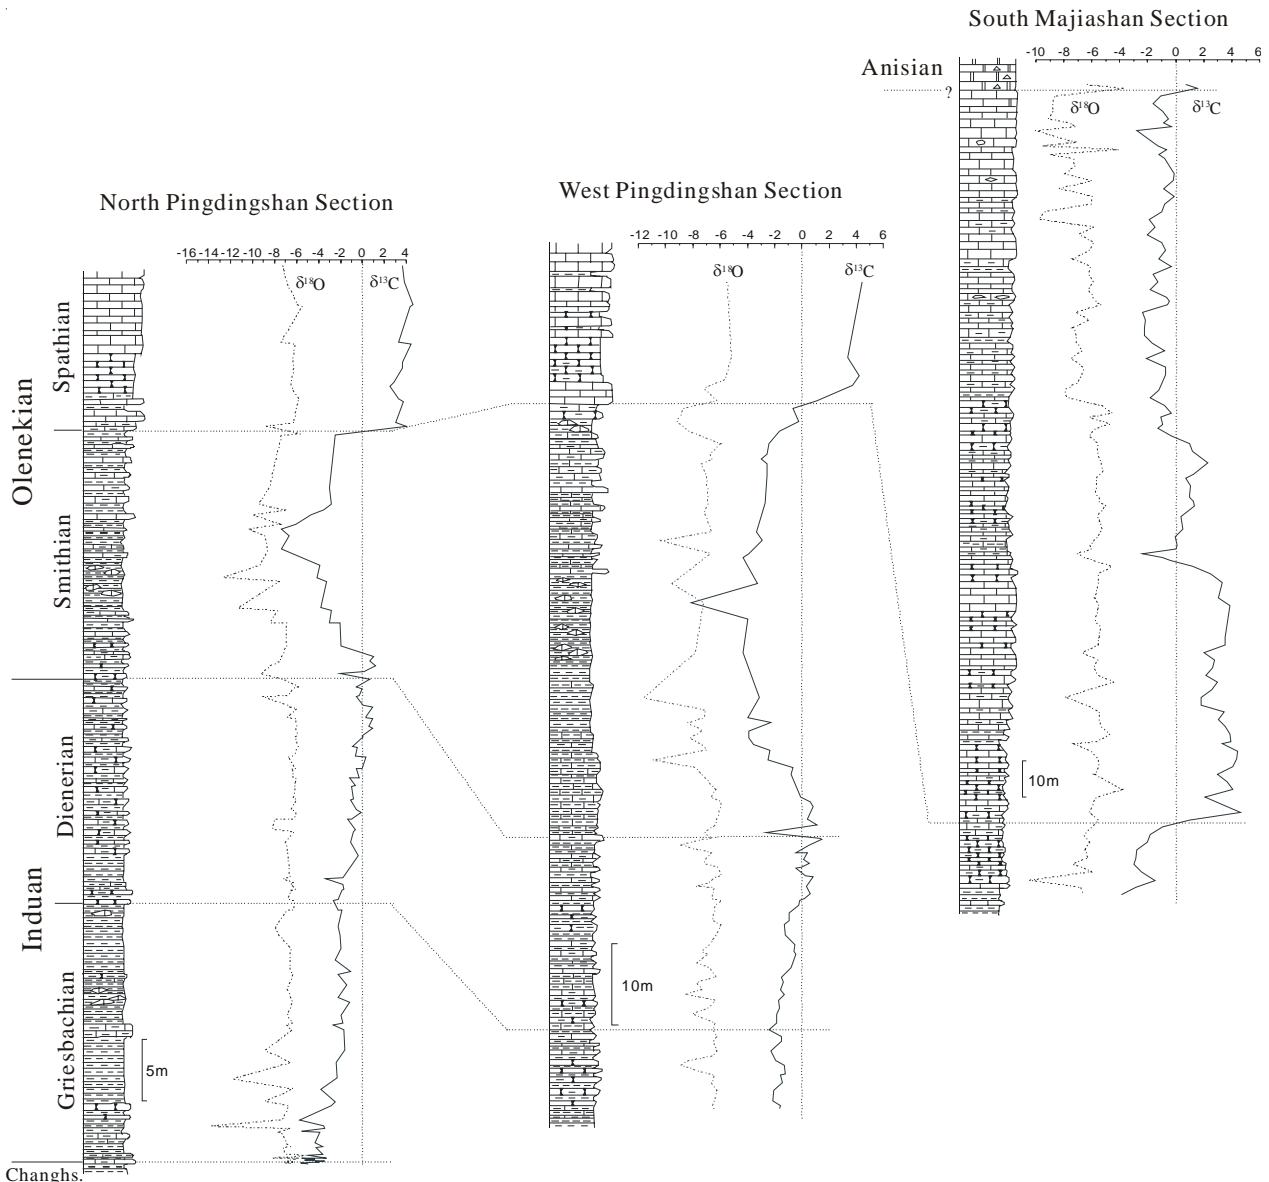 South Majiashan Section
-10 -8 -6 -4 -2 0 2 4 6
Anisian
?
δ18O
δ13C
10m
West Pingdingshan Section
-12 -10 -8 -6 -4 -2 0 2 4 6
δ18O
δ13C
10m
North Pingdingshan Section
-16 -14 -12 -10 -8 -6 -4 -2 0 2 4
δ18O
δ13C
5m
Olenekian
Spathian
Smithian
Induan
Dienerian
Griesbachian
Changhs.